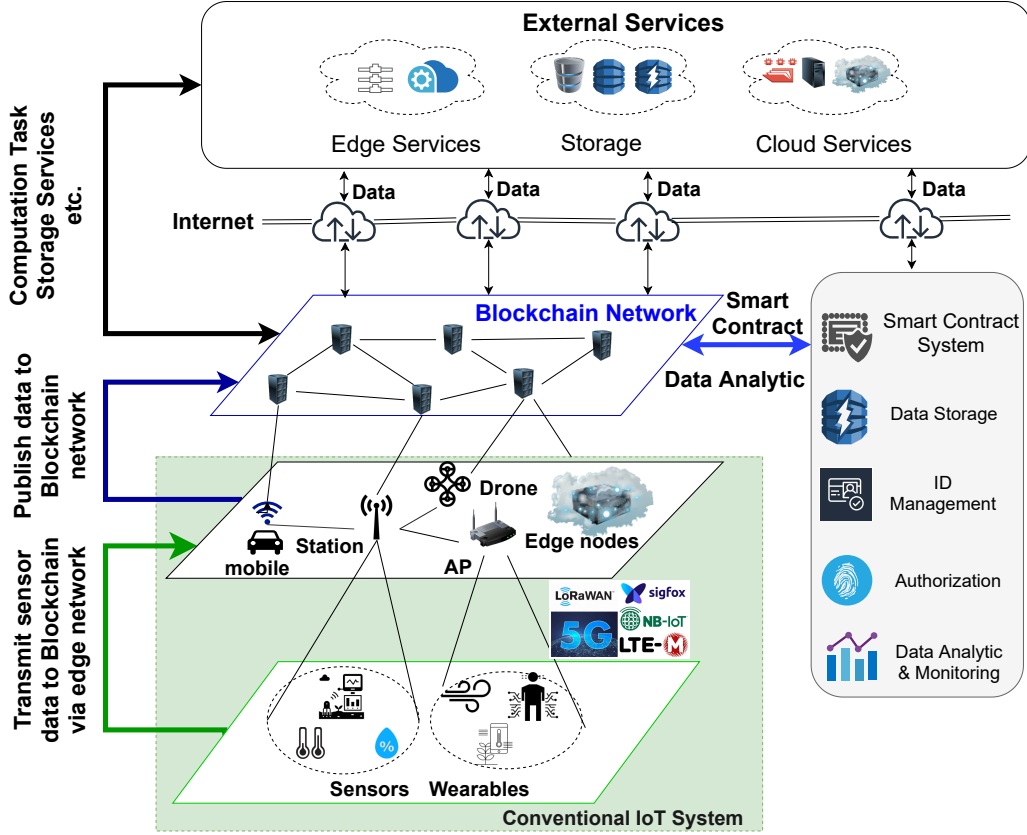 External Services
Edge Services
Storage
Cloud Services
Computation Task
Storage Services
etc.
Data
Data
Data
Data
Internet
Blockchain Network
Smart
Contract
Data Analytic
Smart Contract
System
Data Storage
ID
Management
Authorization
Data Analytic
& Monitoring
Publish data to
Blockchain
network
Drone
Station
mobile
AP
Edge nodes
Transmit sensor
data to Blockchain
via edge network
LoRaWAN
sigfox
5G
NB-IoT
LTE-M
%
Sensors
Wearables
Conventional IoT System